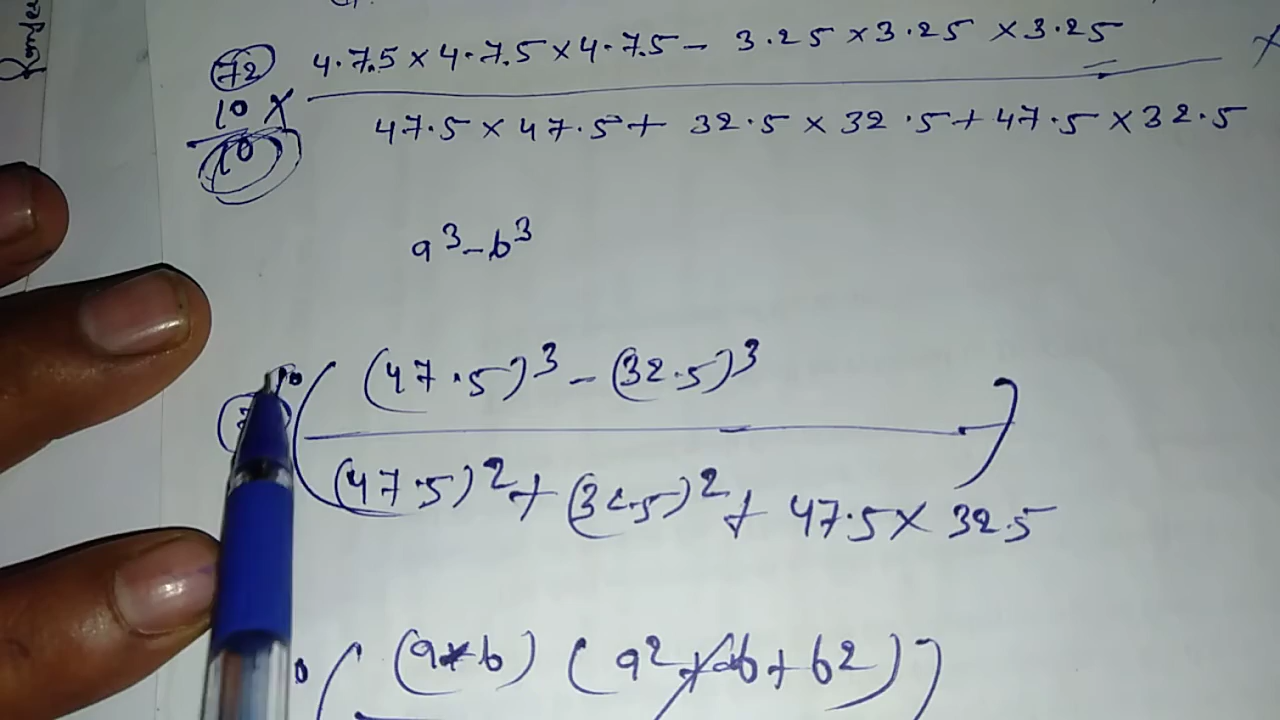 72 4.7.5 × 4.7.5 × 4.7.5 - 3.25 × 3.25 × 3.25
10 ×
10
47.5 × 47.5 + 32.5 × 32.5 + 47.5 × 32.5
a³ - b³
(47.5)³ - (32.5)³
(47.5)² + (32.5)² + 47.5 × 32.5
(a-b) (a² + ab + b²)